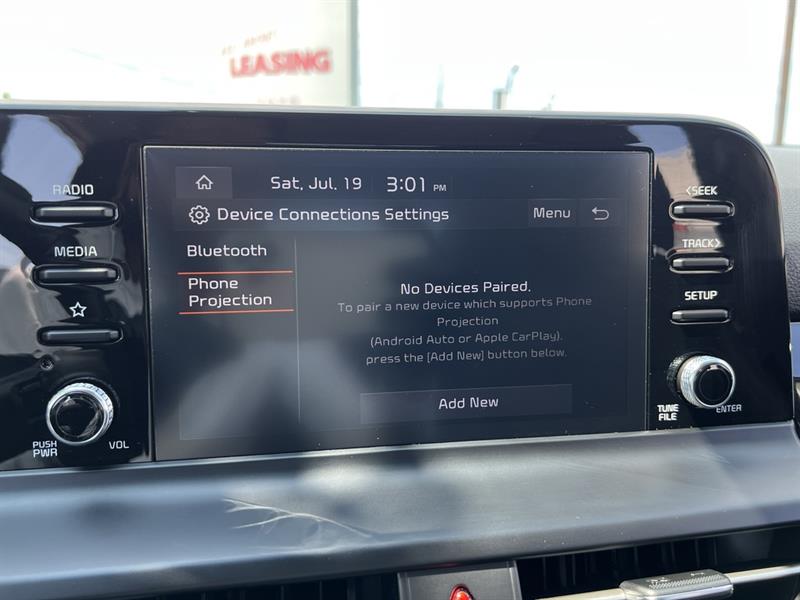 LEASING
RADIO
MEDIA
PUSH
PWR
VOL
Sat, Jul. 19 3:01 PM
Device Connections Settings Menu
Bluetooth
Phone
Projection
No Devices Paired.
To pair a new device which supports Phone
Projection
(Android Auto or Apple CarPlay).
press the [Add New] button below.
Add New
<SEEK
TRACK>
SETUP
TUNE
FILE
ENTER